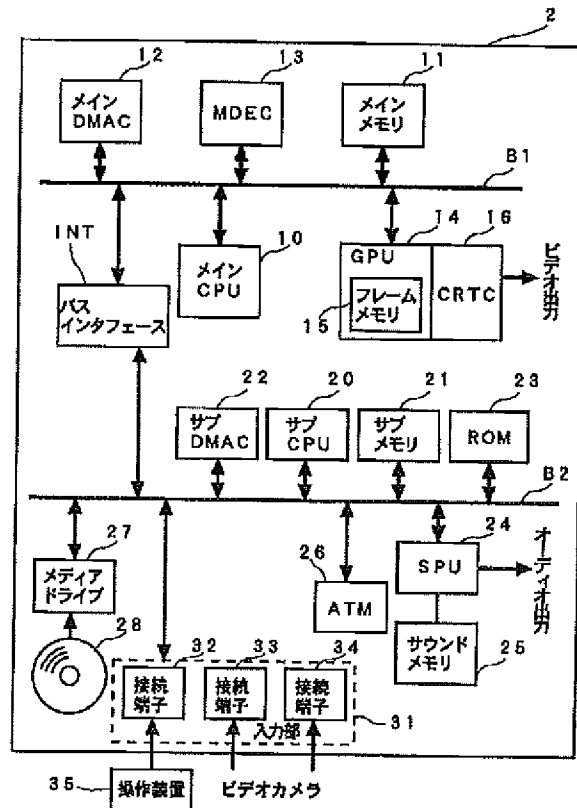 2
12
13
11
メイン
DMAC
MDEC
メイン
メモリ
B1
INT
10
14
16
バス
インタフェース
メイン
CPU
GPU
CRTC
15
フレーム
メモリ
ビデオ出力
22
20
21
23
サブ
DMAC
サブ
CPU
サブ
メモリ
ROM
B2
27
26
24
メディア
ドライブ
ATM
SPU
オーディオ出力
28
サウンド
メモリ
25
32
33
34
接続
端子
接続
端子
接続
端子
入力部
31
35
操作装置
ビデオカメラ